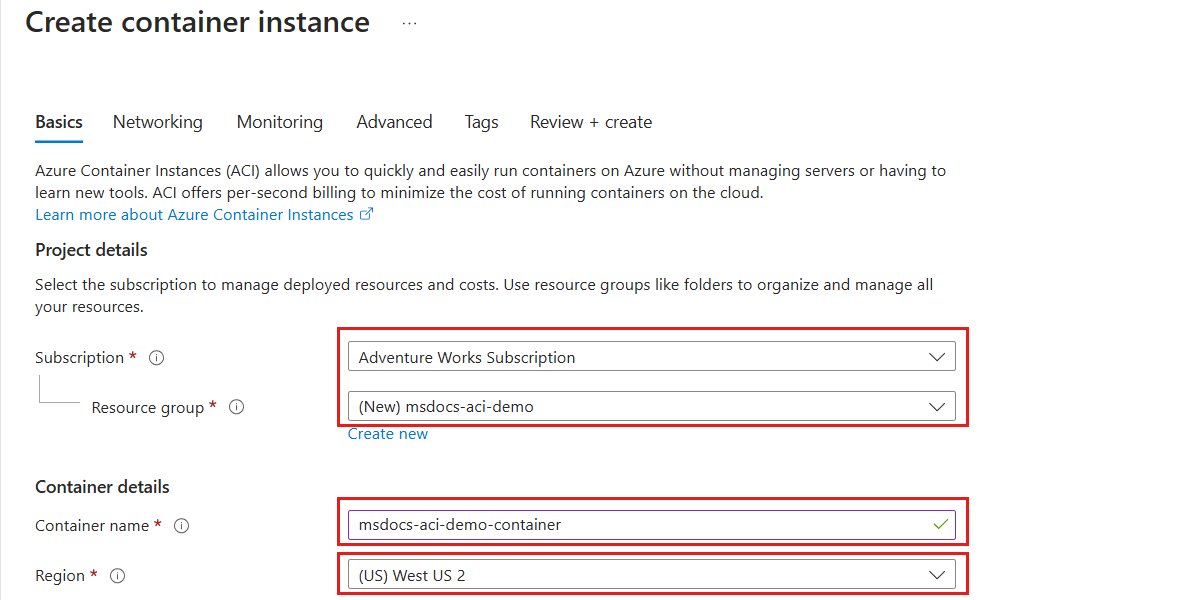 Create container instance ...
Basics Networking Monitoring Advanced Tags Review + create
Azure Container Instances (ACI) allows you to quickly and easily run containers on Azure without managing servers or having to
learn new tools. ACI offers per-second billing to minimize the cost of running containers on the cloud.
Learn more about Azure Container Instances
Project details
Select the subscription to manage deployed resources and costs. Use resource groups like folders to organize and manage all
your resources.
Subscription * Adventure Works Subscription
Resource group * (New) msdocs-aci-demo
Create new
Container details
Container name * msdocs-aci-demo-container
Region * (US) West US 2